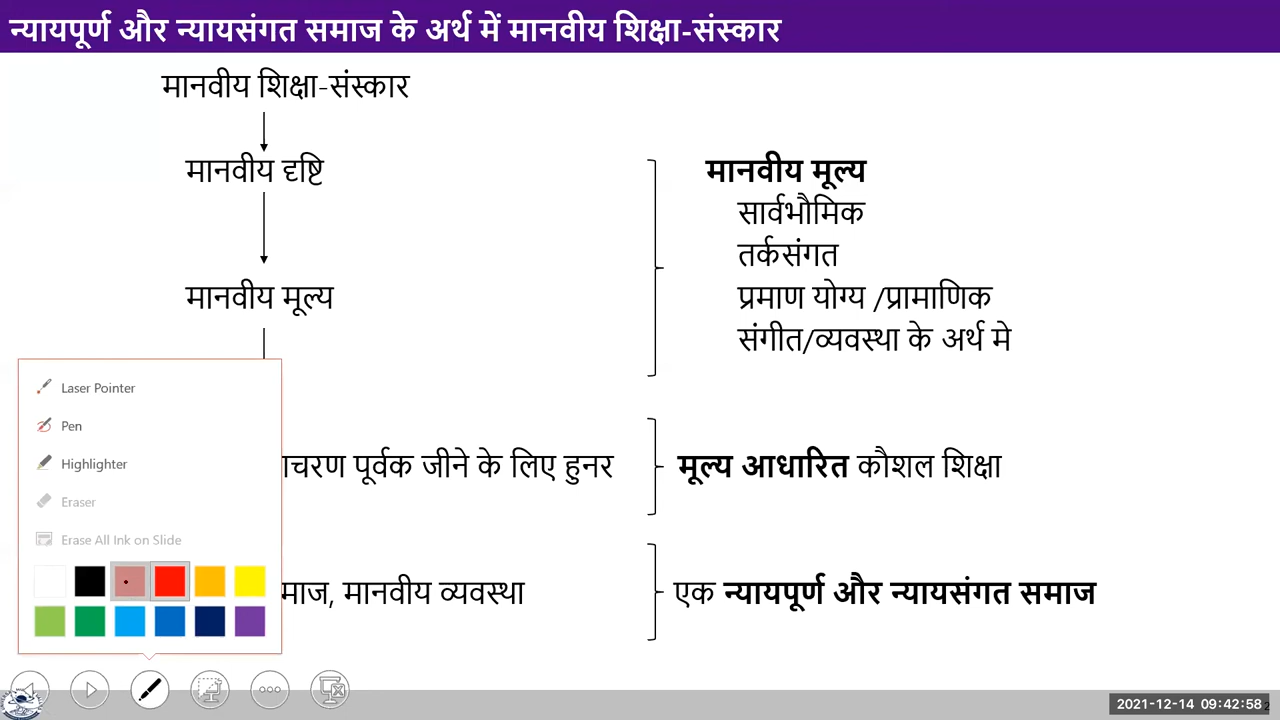 न्यायपूर्ण और न्यायसंगत समाज के अर्थ में मानवीय शिक्षा-संस्कार
मानवीय शिक्षा-संस्कार
मानवीय दृष्टि
मानवीय मूल्य
मानवीय मूल्य
सार्वभौमिक
तर्कसंगत
प्रमाण योग्य /प्रामाणिक
संगीत/व्यवस्था के अर्थ मे
Laser Pointer
Pen
Highlighter
Eraser
Erase All Ink on Slide
पूर्वक जीने के लिए हुनर
मूल्य आधारित कौशल शिक्षा
मानवीय व्यवस्था
एक न्यायपूर्ण और न्यायसंगत समाज
2021-12-14 09:42:58
2